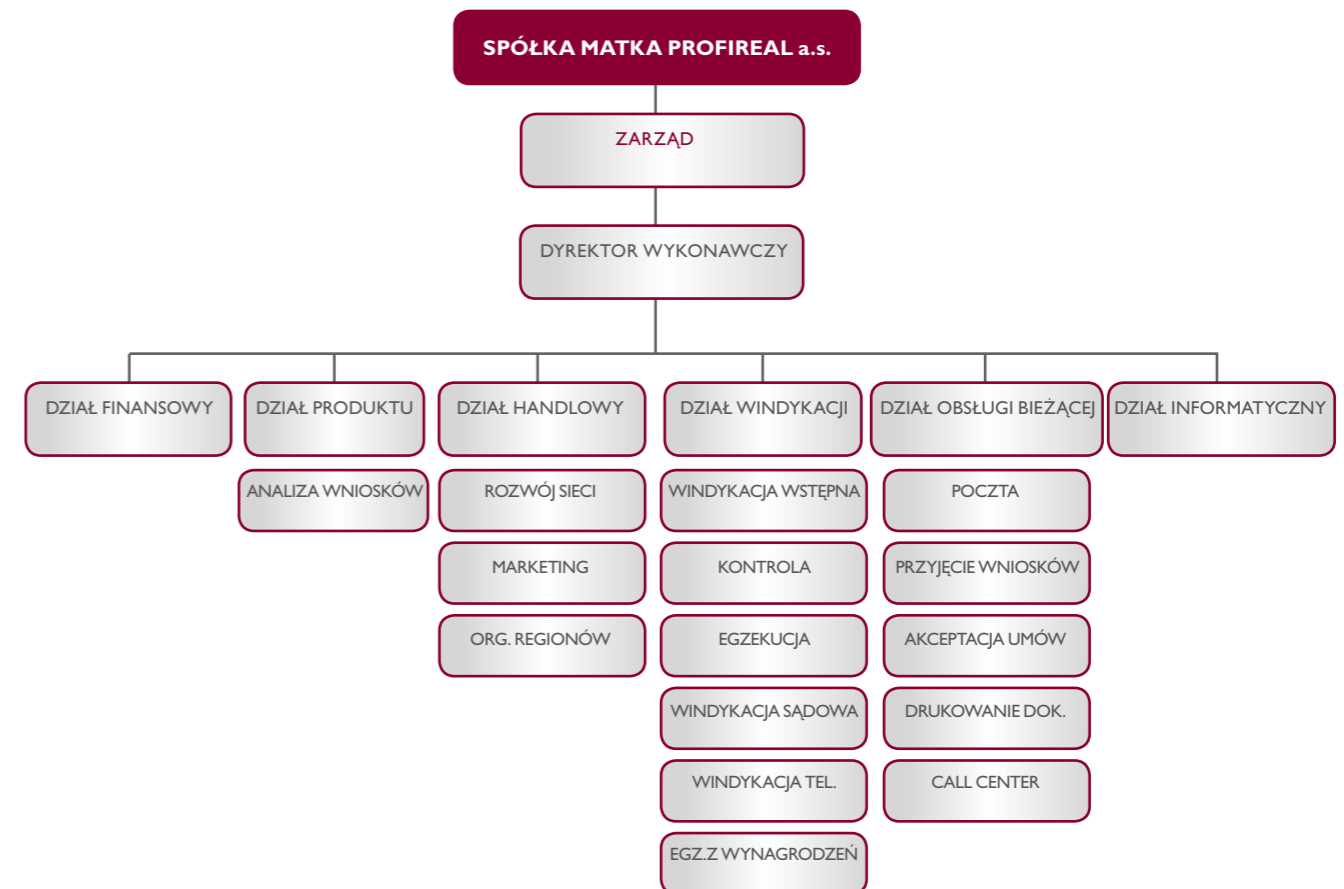 SPÓŁKA MATKA PROFIREAL a.s.
ZARZĄD
DYREKTOR WYKONAWCZY
DZIAŁ FINANSOWY
DZIAŁ PRODUKTU
DZIAŁ HANDLOWY
DZIAŁ WINDYKACJI
DZIAŁ OBSŁUGI BIEŻĄCEJ
DZIAŁ INFORMATYCZNY
ANALIZA WNIOSKÓW
ROZWÓJ SIECI
WINDYKACJA WSTĘPNA
POCZTA
MARKETING
KONTROLA
PRZYJĘCIE WNIOSKÓW
ORG. REGIONÓW
EGZEKUCJA
AKCEPTACJA UMÓW
WINDYKACJA SĄDOWA
DRUKOWANIE DOK.
WINDYKACJA TEL.
CALL CENTER
EGZ.Z WYNAGRODZEŃ